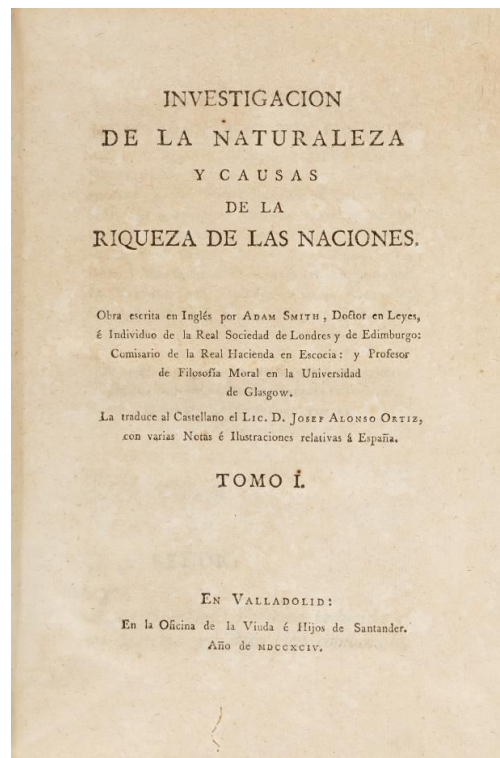 INVESTIGACION
DE LA NATURALEZA
Y CAUSAS
DE LA
RIQUEZA DE LAS NACIONES.
Obra escrita en Inglés por ADAM SMITH, Doctor en Leyes,
é Individuo de la Real Sociedad de Londres y de Edimburgo:
Comisario de la Real Hacienda en Escocia: y Profesor
de Filosofía Moral en la Universidad
de Glasgow.
La traduce al Castellano el LIC. D. JOSEF ALONSO ORTIZ,
con varias Notas é Ilustraciones relativas á España.
TOMO I.
EN VALLADOLID:
En la Oficina de la Viuda é Hijos de Santander.
Año de MDCCXCIV.